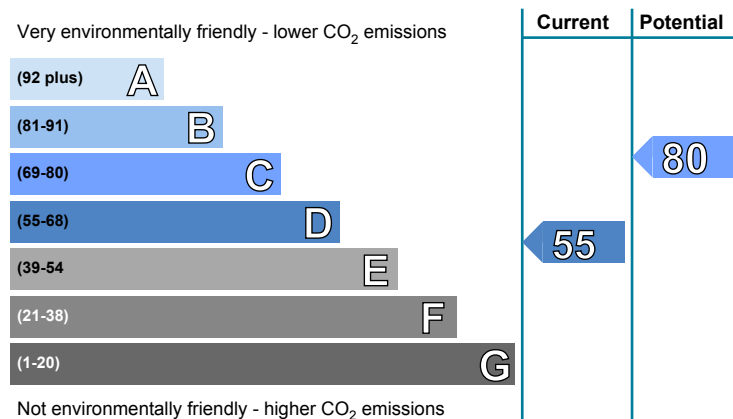 Very environmentally friendly - lower CO₂ emissions
Current
Potential
(92 plus) A
(81-91) B
(69-80) C
(55-68) D
(39-54 E
(21-38) F
(1-20) G
80
55
Not environmentally friendly - higher CO₂ emissions